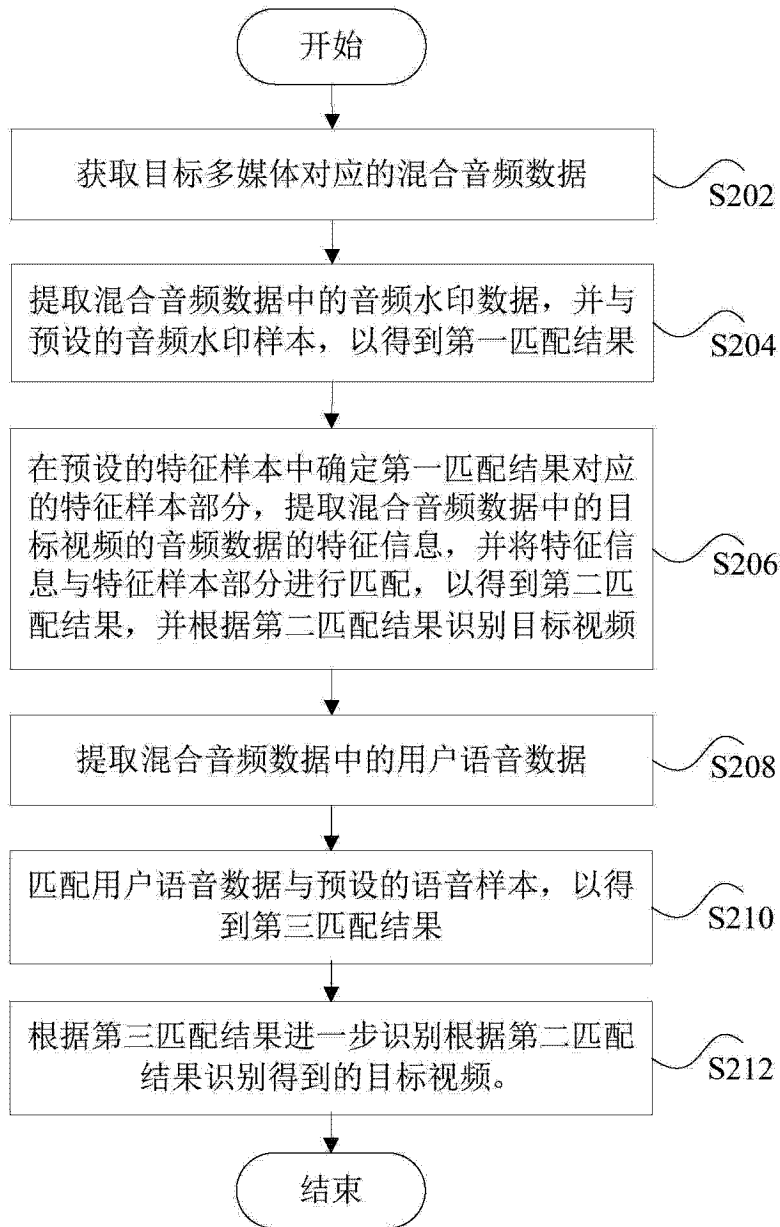 开始
获取目标多媒体对应的混合音频数据
S202
提取混合音频数据中的音频水印数据，并与
预设的音频水印样本，以得到第一匹配结果
S204
在预设的特征样本中确定第一匹配结果对应
的特征样本部分，提取混合音频数据中的目
标视频的音频数据的特征信息，并将特征信
息与特征样本部分进行匹配，以得到第二匹
配结果，并根据第二匹配结果识别目标视频
S206
提取混合音频数据中的用户语音数据
S208
匹配用户语音数据与预设的语音样本，以得
到第三匹配结果
S210
根据第三匹配结果进一步识别根据第二匹配
结果识别得到的目标视频。
S212
结束